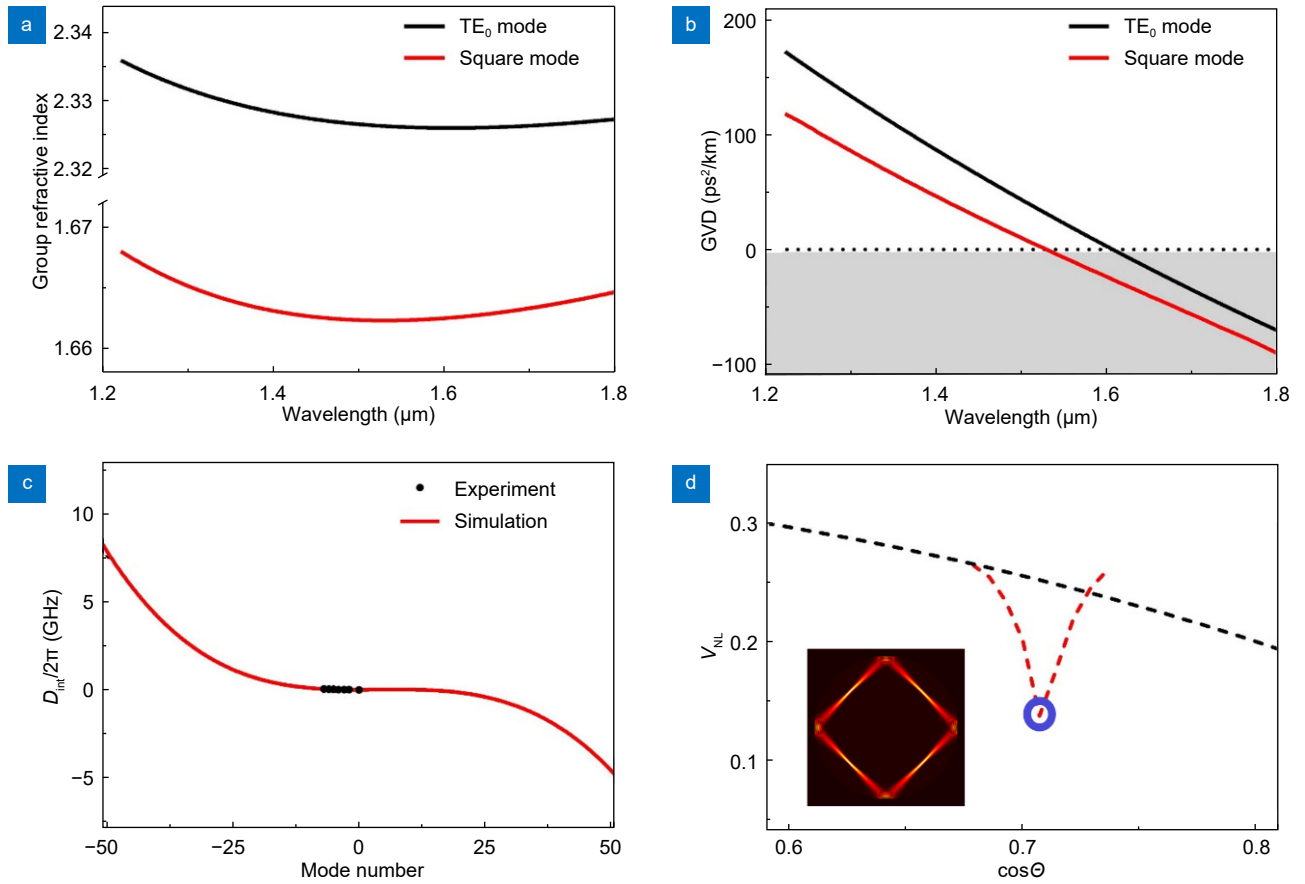 a
TE₀ mode
Square mode
2.34
2.33
2.32
1.67
1.66
Group refractive index
1.2
1.4
1.6
1.8
Wavelength (μm)
b
TE₀ mode
Square mode
200
100
0
−100
GVD (ps²/km)
1.2
1.4
1.6
1.8
Wavelength (μm)
c
Experiment
Simulation
10
5
0
−5
D_int/2π (GHz)
−50
−25
0
25
50
Mode number
d
0.3
0.2
0.1
V_NL
0.6
0.7
0.8
cosΘ